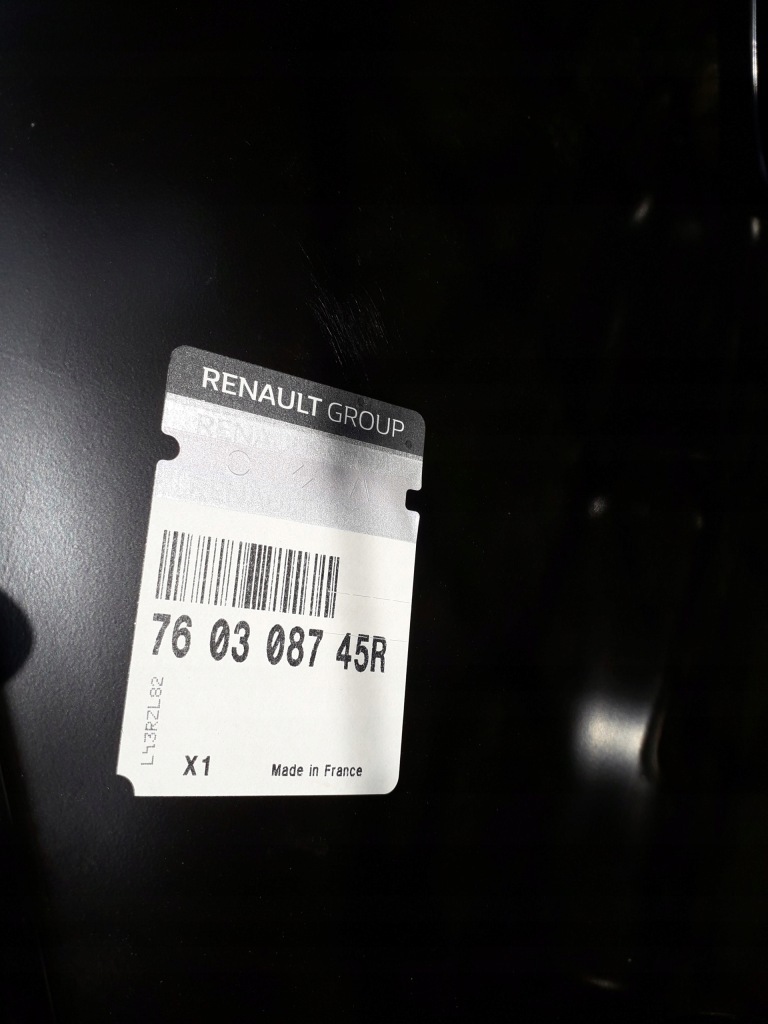 RENAULT GROUP
76 03 087 45R
L43RZL82
X1
Made in France